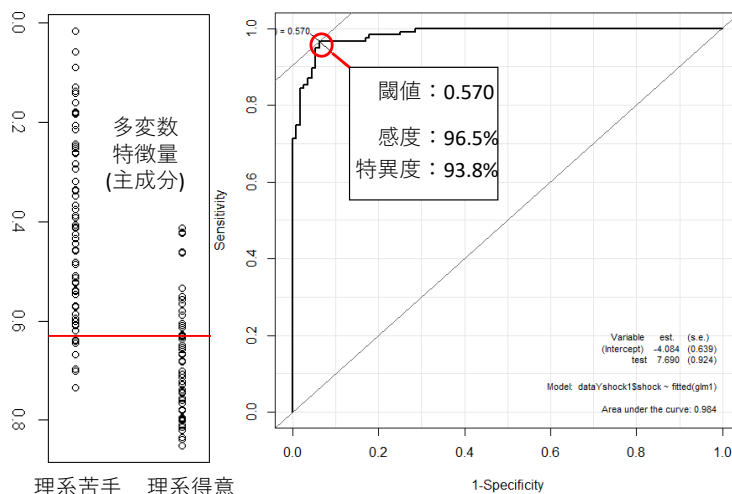 0.0
0.2
0.4
0.6
0.8
多変数
特徴量
(主成分)
理系苦手
理系得意
Sensitivity
1.0
0.8
0.6
0.4
0.2
0.0
) = 0.570
閾値：0.570
感度：96.5%
特異度：93.8%
Variable est. (s.e.)
(Intercept) -4.084 (0.639)
test 7.690 (0.924)
Model: dataY$shock1$shock ~ fitted(glm1)
Area under the curve: 0.984
0.0 0.2 0.4 0.6 0.8 1.0
1-Specificity